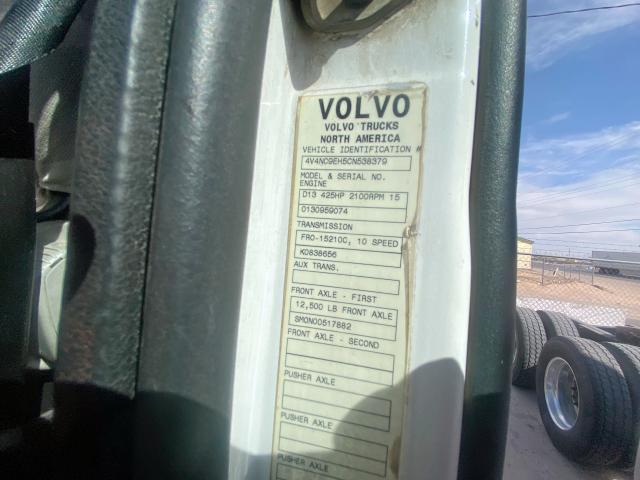 VOLVO
VOLVO TRUCKS
NORTH AMERICA
VEHICLE IDENTIFICATION #
4V4NC9EH5CN538379
MODEL & SERIAL NO.
ENGINE
D13 425HP 2100RPM 15
0130959074
TRANSMISSION
FRO-15210C, 10 SPEED
K0838656
AUX TRANS.
FRONT AXLE - FIRST
12,500 LB FRONT AXLE
SMON00517882
FRONT AXLE - SECOND
PUSHER AXLE
PUSHER AXLE
PUSHER AXLE